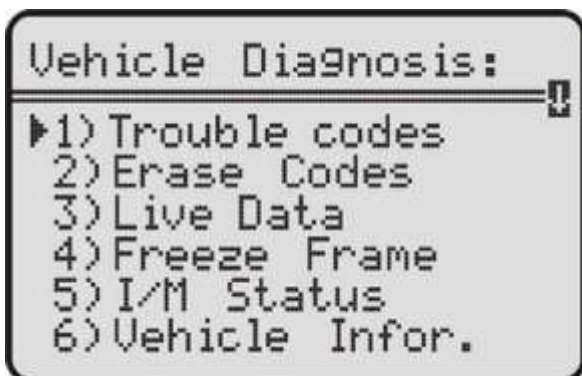 Vehicle Diagnosis:
1)Trouble codes
2)Erase Codes
3)Live Data
4)Freeze Frame
5)I/M Status
6)Vehicle Infor.